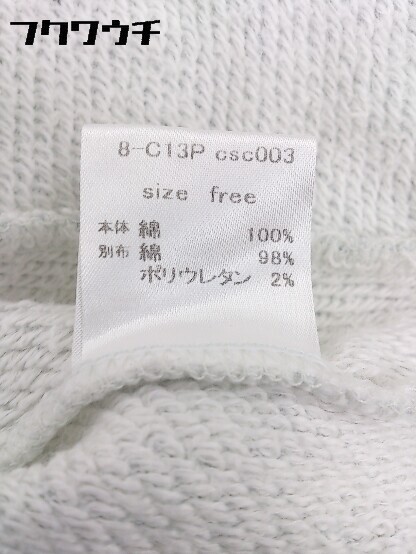 フクワウチ
8-C13P csc003
size free
本体 綿 100%
別布 綿 98%
ポリウレタン 2%